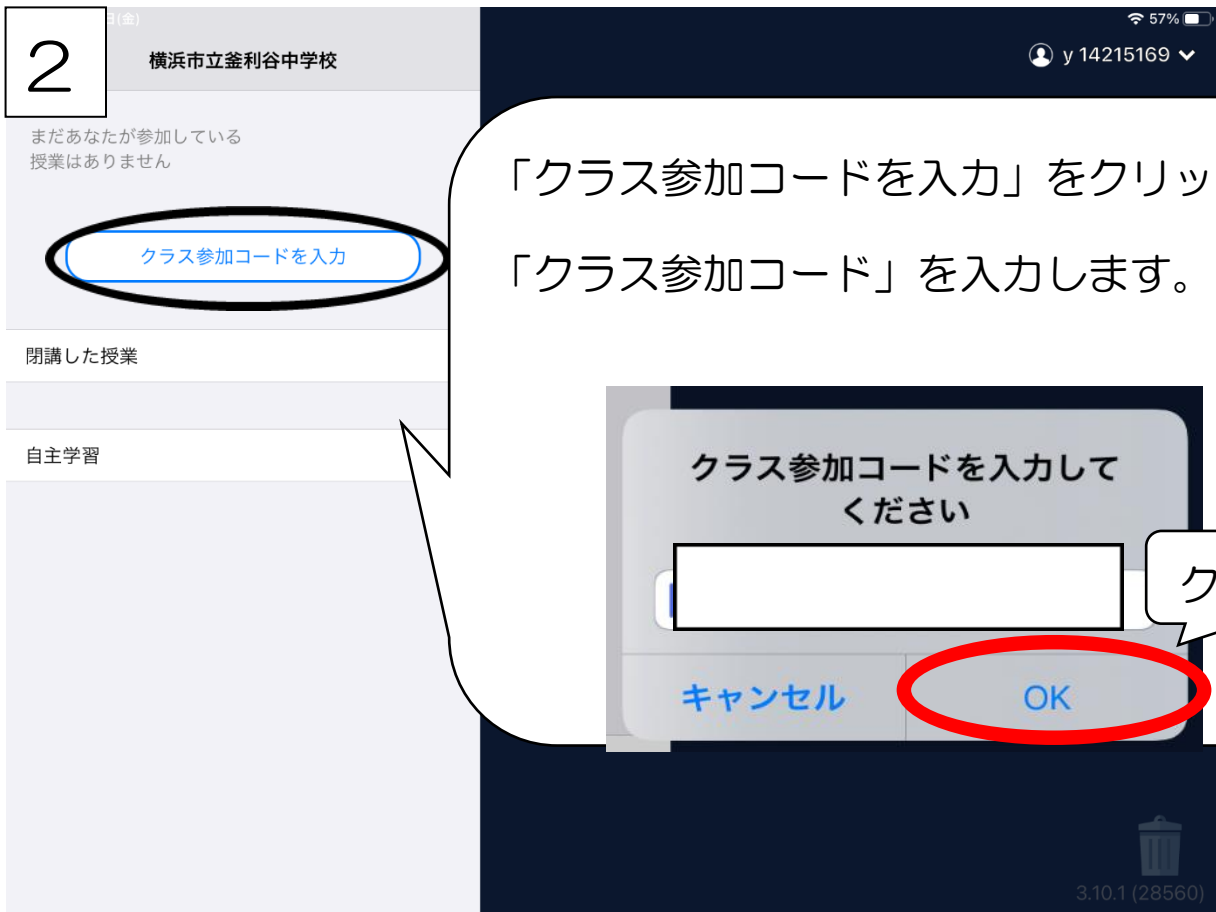 2
(金)
57%
横浜市立釜利谷中学校
y 14215169
まだあなたが参加している
授業はありません
「クラス参加コードを入力」をクリッ
クラス参加コードを入力
「クラス参加コード」を入力します。
閉講した授業
自主学習
クラス参加コードを入力して
ください
ク
キャンセル
OK
3.10.1 (28560)